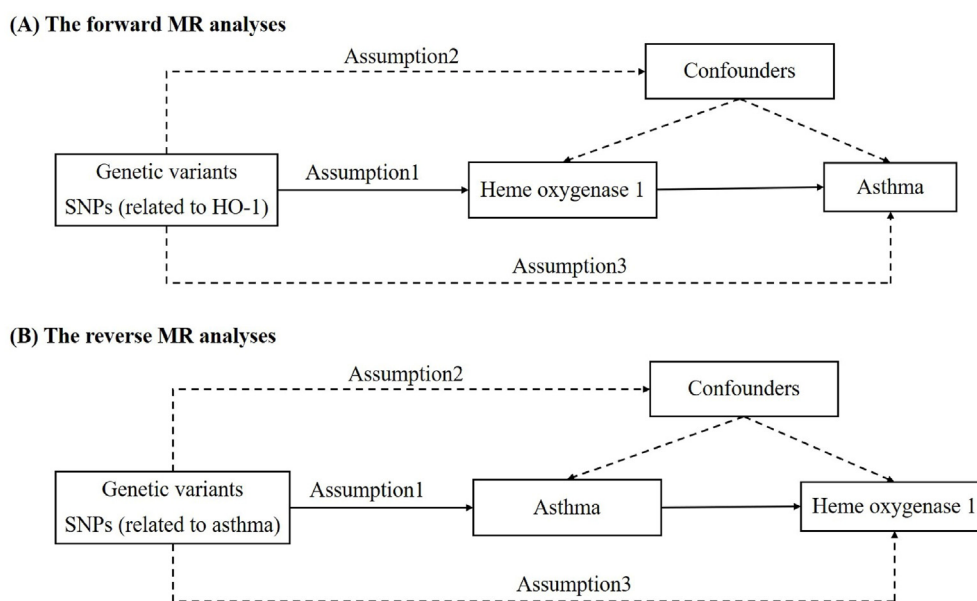 (A) The forward MR analyses
Assumption2
Confounders
Genetic variants
SNPs (related to HO-1)
Assumption1
Heme oxygenase 1
Asthma
Assumption3
(B) The reverse MR analyses
Assumption2
Confounders
Genetic variants
SNPs (related to asthma)
Assumption1
Asthma
Heme oxygenase 1
Assumption3